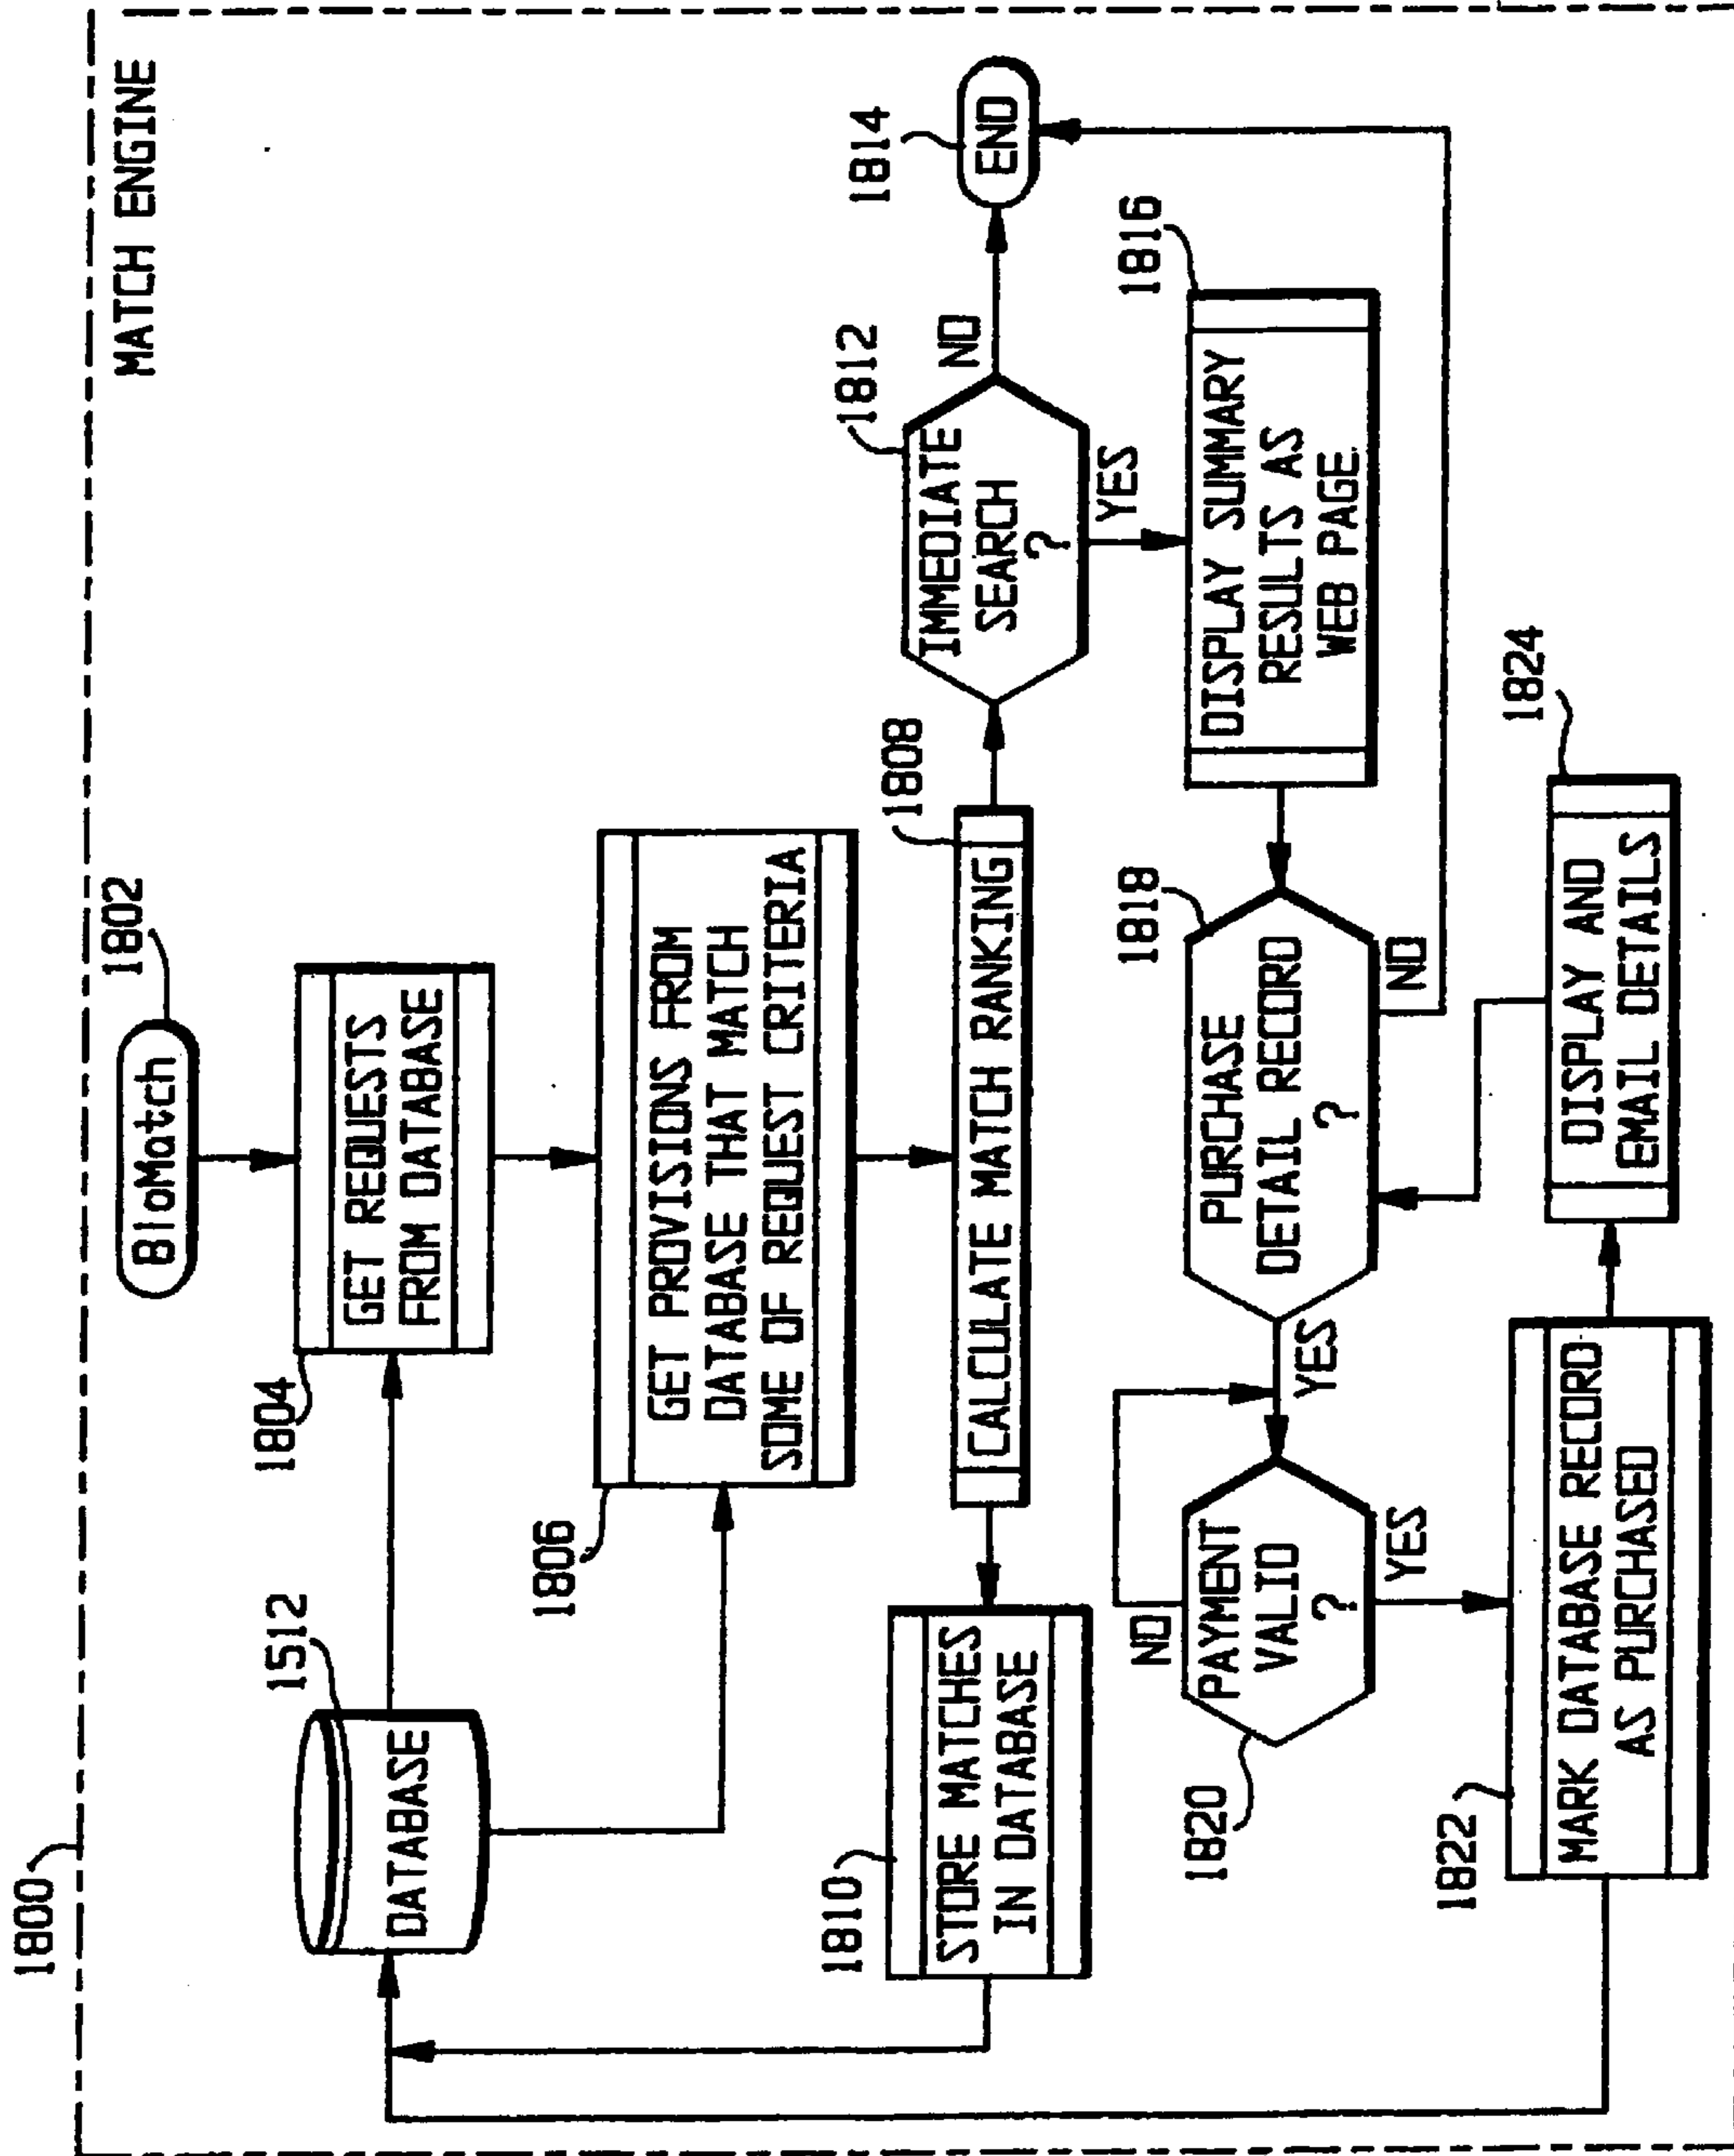 1800
MATCH ENGINE
BioMatch
1802
1512
DATABASE
1804
GET REQUESTS
FROM DATABASE
1806
GET PROVISIONS FROM
DATABASE THAT MATCH
SOME OF REQUEST CRITERIA
1808
CALCULATE MATCH RANKING
1810
STORE MATCHES
IN DATABASE
1812
IMMEDIATE
SEARCH
?
NO
1814
END
YES
1816
DISPLAY SUMMARY
RESULTS AS
WEB PAGE
1818
PURCHASE
DETAIL RECORD
?
NO
YES
1820
PAYMENT
VALID
?
NO
YES
1822
MARK DATABASE RECORD
AS PURCHASED
1824
DISPLAY AND
EMAIL DETAILS